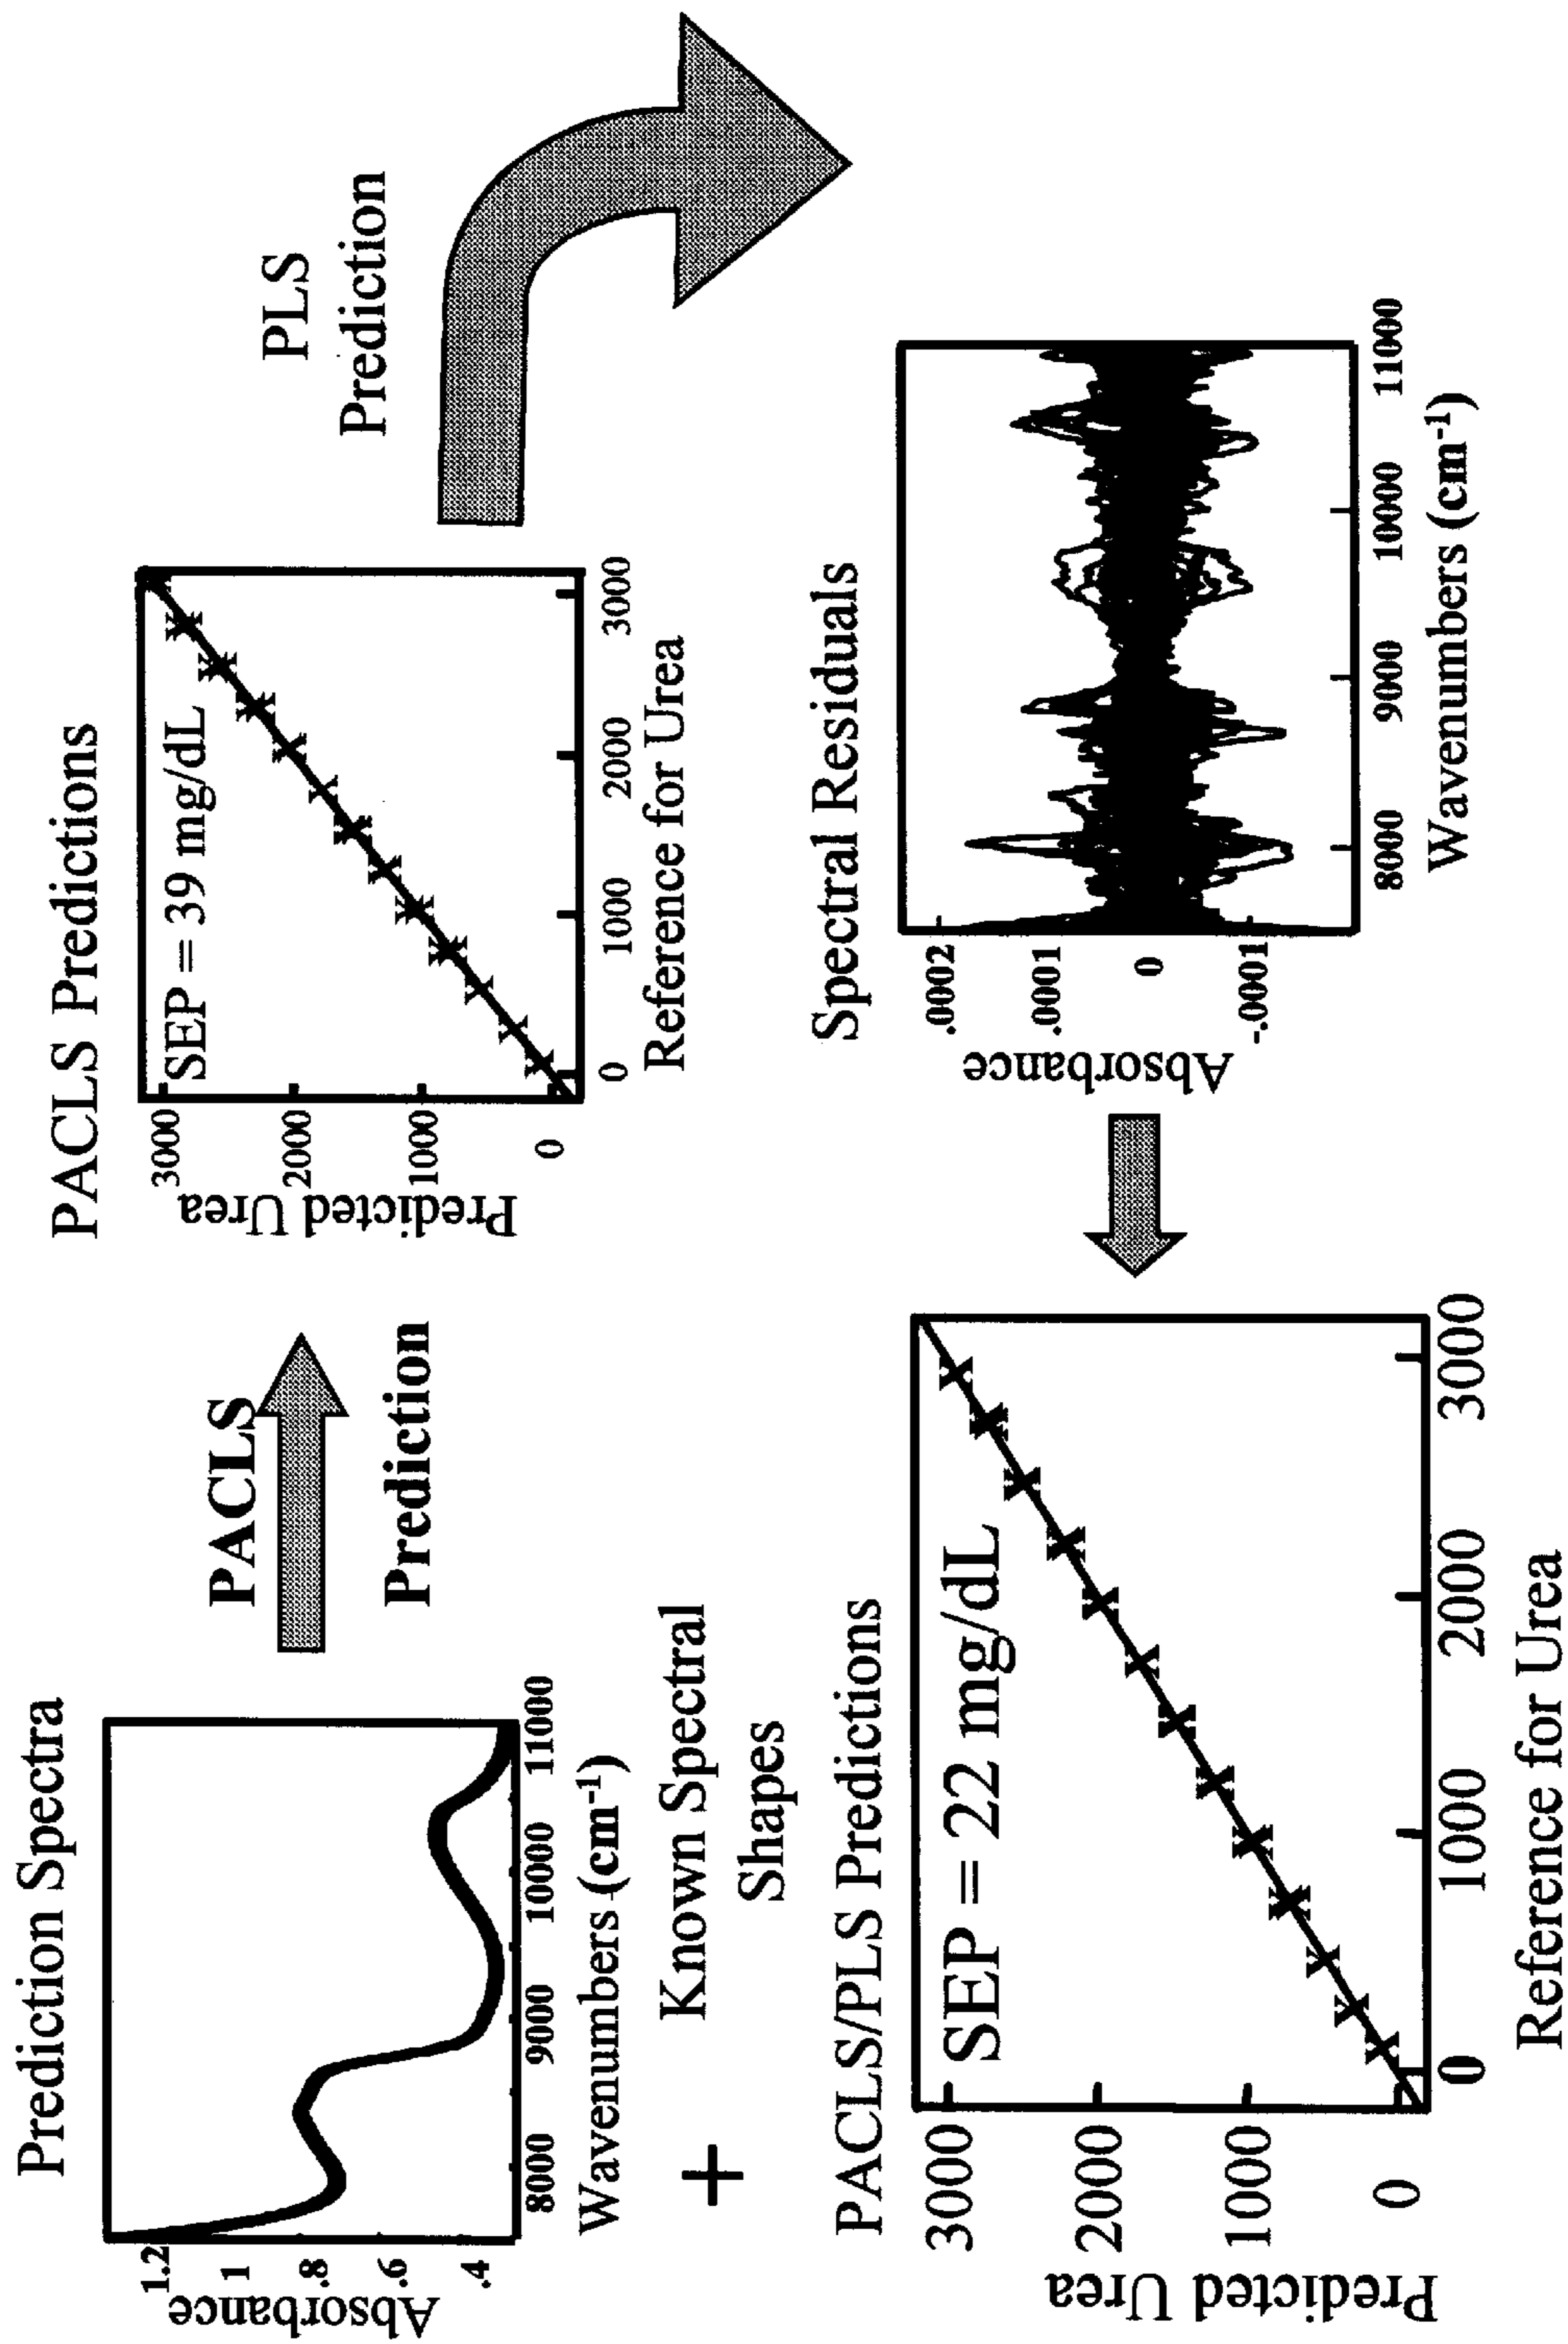 Prediction Spectra
1.2
1
.8
.6
.4
Absorbance
8000 9000 10000 11000
Wavenumbers (cm-1)
+ Known Spectral
Shapes
PACLS
Prediction
PACLS Predictions
SEP = 39 mg/dL
3000
2000
1000
0
Predicted Urea
0 1000 2000 3000
Reference for Urea
PLS
Prediction
Spectral Residuals
.0002
.0001
0
-.0001
Absorbance
8000 9000 10000 11000
Wavenumbers (cm-1)
PACLS/PLS Predictions
SEP = 22 mg/dL
3000
2000
1000
0
Predicted Urea
0 1000 2000 3000
Reference for Urea